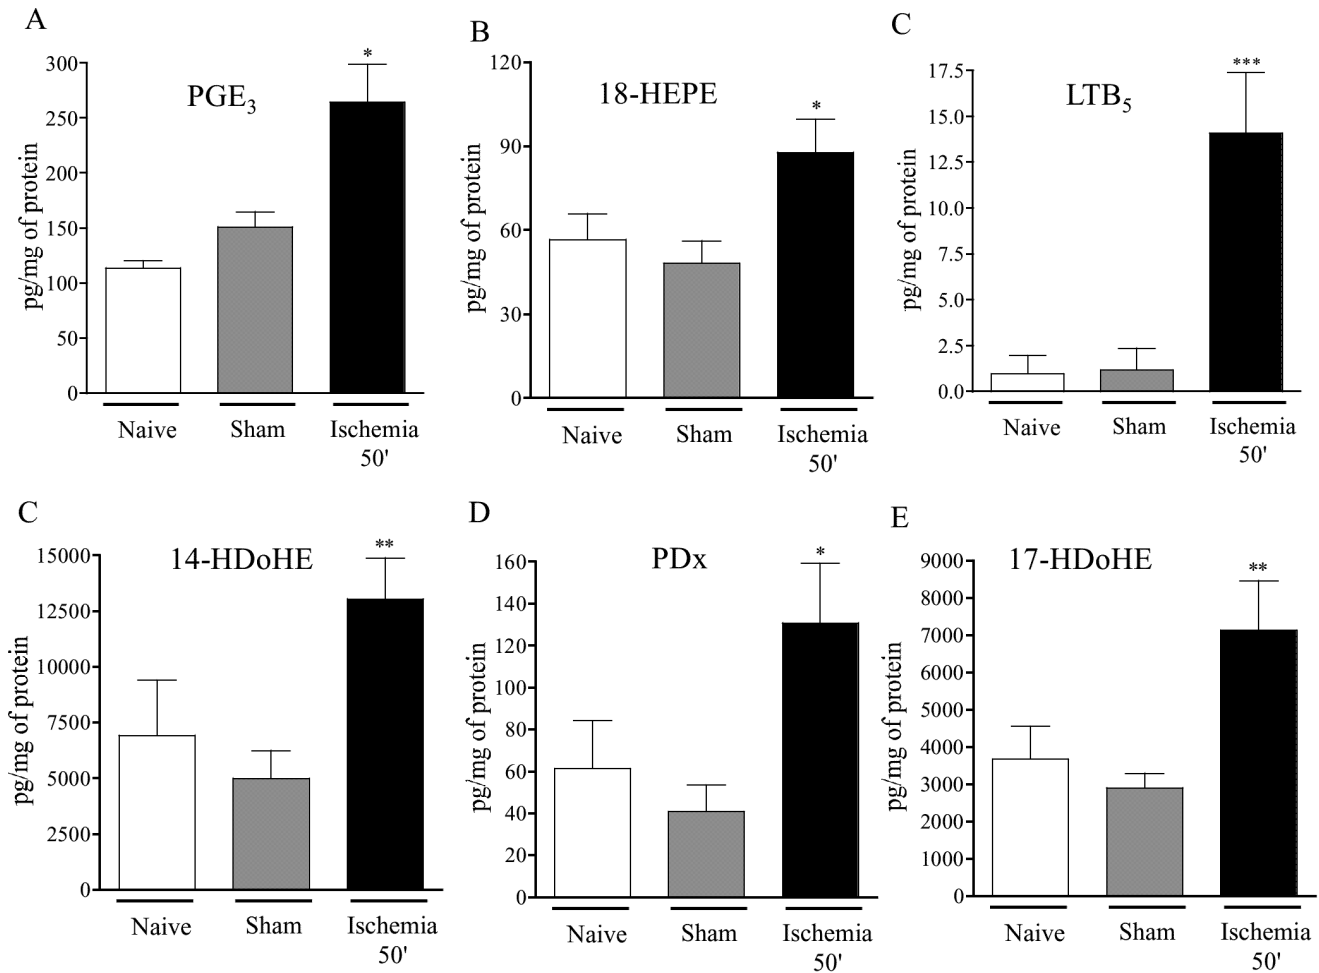 A
PGE3
*
300
250
200
150
100
50
0
pg/mg of protein
Naive
Sham
Ischemia
50'
B
18-HEPE
*
120
90
60
30
0
pg/mg of protein
Naive
Sham
Ischemia
50'
C
LTB5
***
17.5
15.0
12.5
10.0
7.5
5.0
2.5
0.0
pg/mg of protein
Naive
Sham
Ischemia
50'
C
14-HDoHE
**
15000
12500
10000
7500
5000
2500
0
pg/mg of protein
Naive
Sham
Ischemia
50'
D
PDx
*
160
140
120
100
80
60
40
20
0
pg/mg of protein
Naive
Sham
Ischemia
50'
E
17-HDoHE
**
9000
8000
7000
6000
5000
4000
3000
2000
1000
0
pg/mg of protein
Naive
Sham
Ischemia
50'